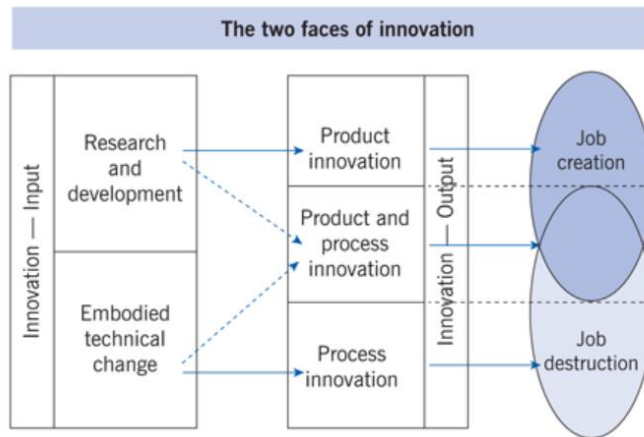 The two faces of innovation
Innovation — Input
Research
and
development
Embodied
technical
change
Product
innovation
Product and
process
innovation
Process
innovation
Innovation — Output
Job
creation
Job
destruction